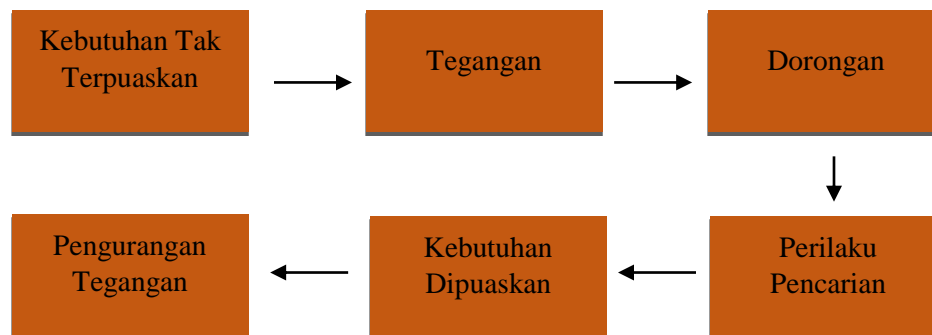 Kebutuhan Tak
Terpuaskan
Tegangan
Dorongan
Pengurangan
Tegangan
Kebutuhan
Dipuaskan
Perilaku
Pencarian